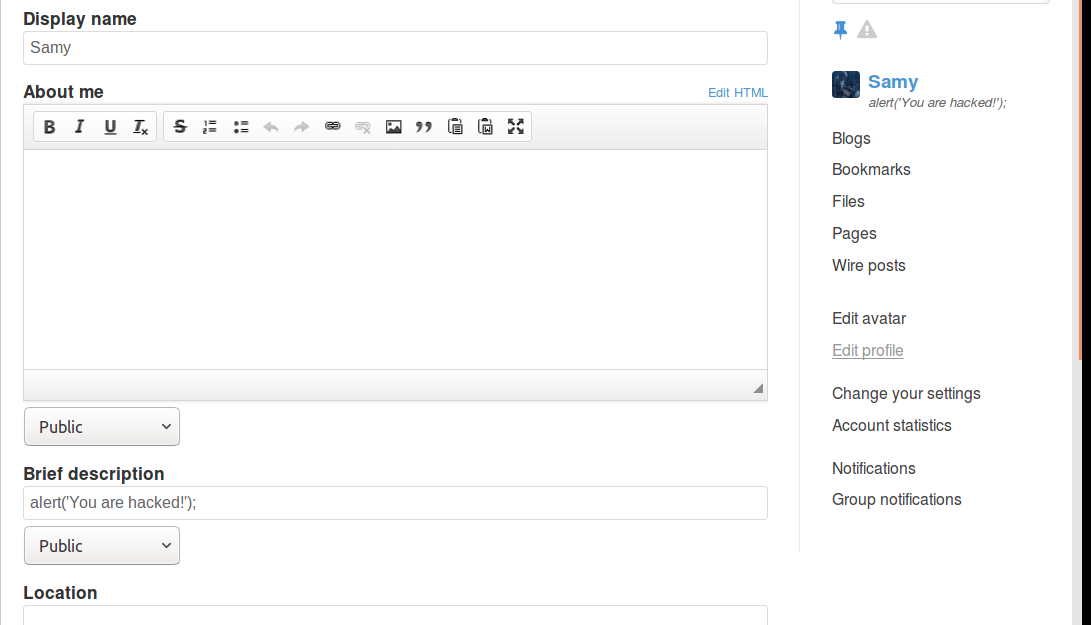 Display name
Samy
About me
Edit HTML
Public
Brief description
alert('You are hacked!');
Public
Location
Samy
alert('You are hacked!');
Blogs
Bookmarks
Files
Pages
Wire posts
Edit avatar
Edit profile
Change your settings
Account statistics
Notifications
Group notifications